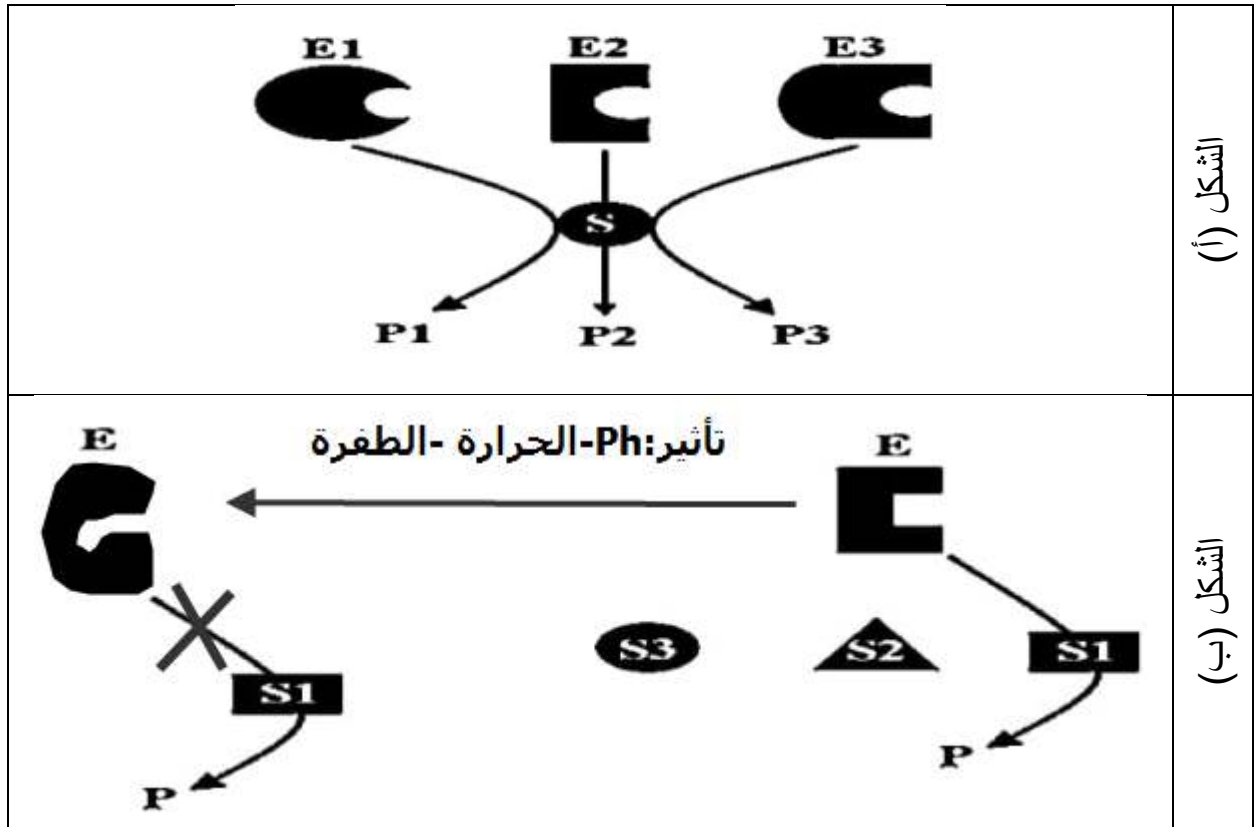 الشكل (أ)
E1 E2 E3
S
P1 P2 P3
الشكل (ب)
تأثير:Ph-الحرارة -الطفرة
E E
S3 S2 S1
S1
P
P